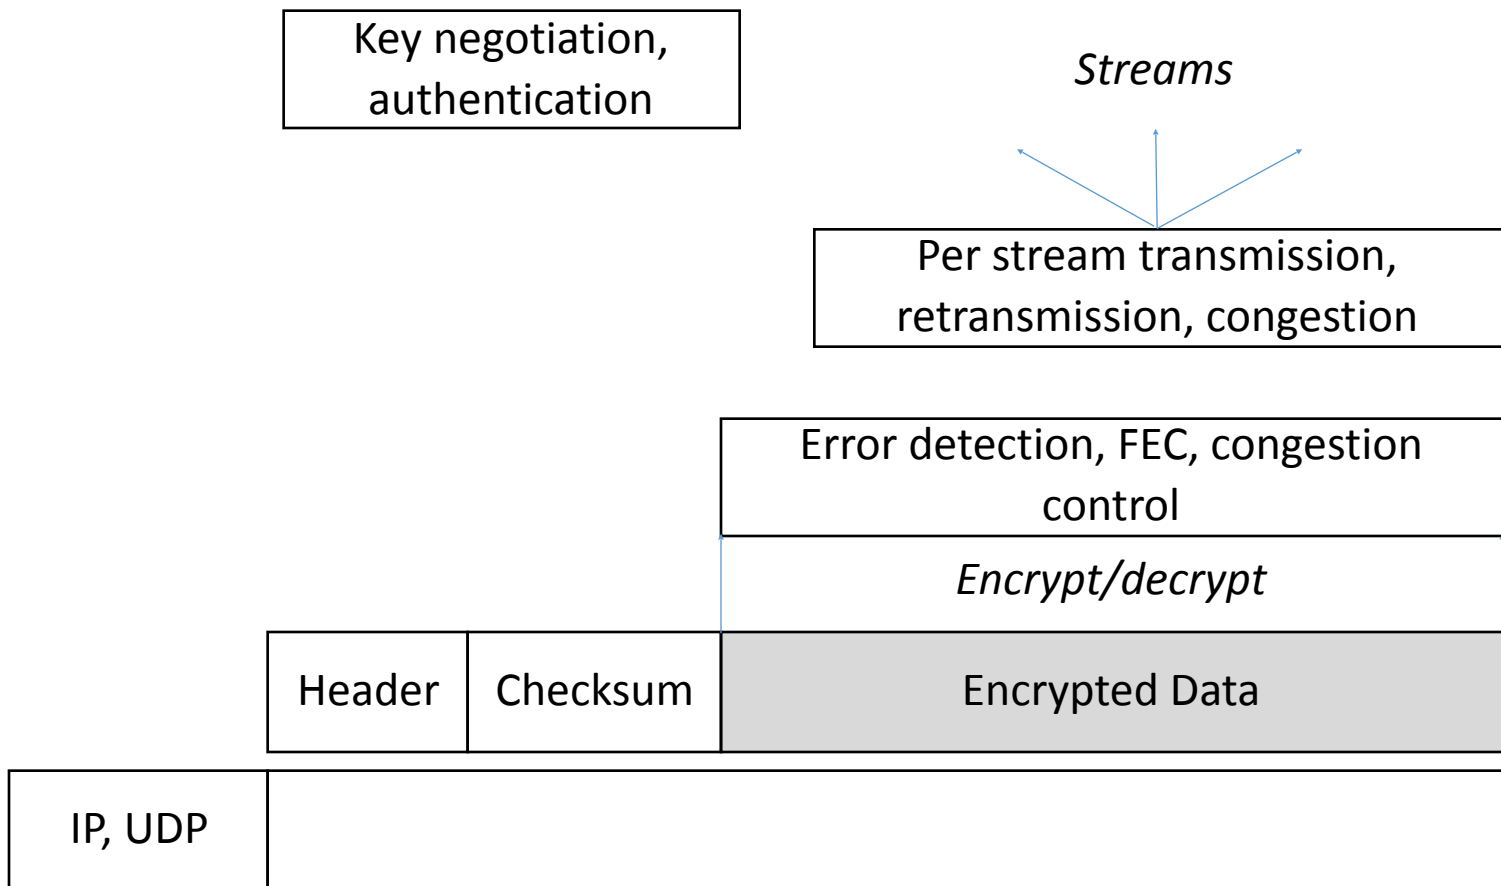 Key negotiation,
authentication
Streams
Per stream transmission,
retransmission, congestion
Error detection, FEC, congestion
control
Encrypt/decrypt
Header
Checksum
Encrypted Data
IP, UDP